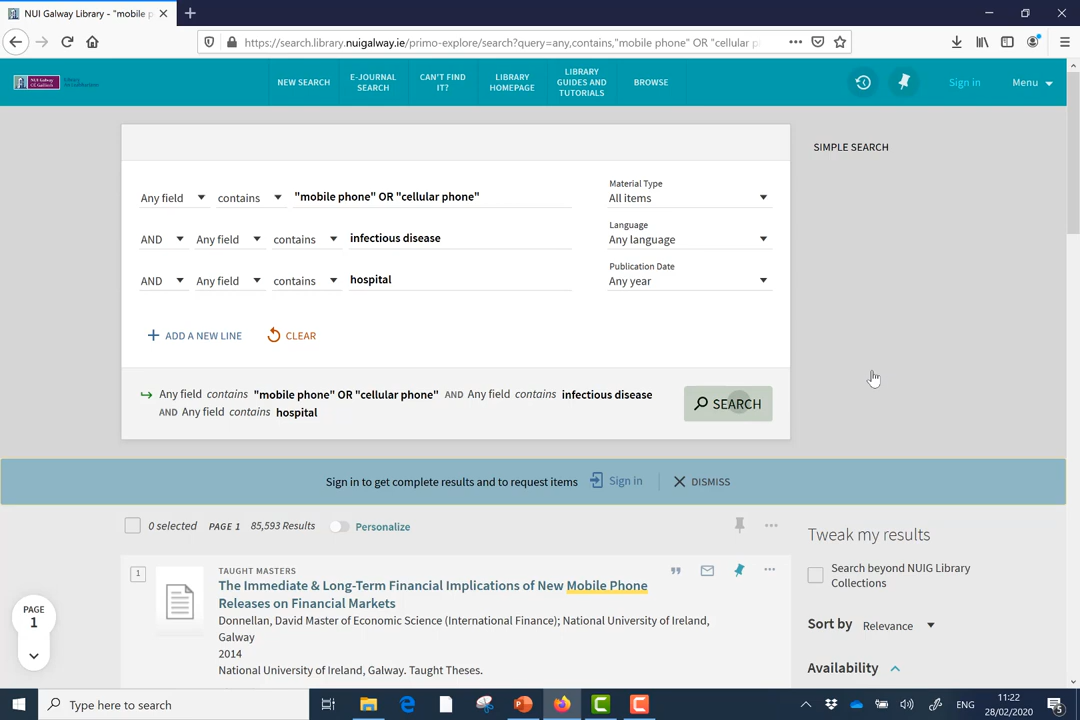 NUI Galway Library - "mobile p
https://search.library.nuigalway.ie/primo-explore/search?query=any,contains,"mobile phone" OR "cellular p
NUI Galway
OÉ Gaillimh
NEW SEARCH
E-JOURNAL SEARCH
CAN'T FIND IT?
LIBRARY HOMEPAGE
LIBRARY GUIDES AND TUTORIALS
BROWSE
Sign in
Menu
SIMPLE SEARCH
Any field contains "mobile phone" OR "cellular phone"
AND Any field contains infectious disease
AND Any field contains hospital
Material Type
All items
Language
Any language
Publication Date
Any year
+ ADD A NEW LINE
CLEAR
Any field contains "mobile phone" OR "cellular phone" AND Any field contains infectious disease
AND Any field contains hospital
SEARCH
Sign in to get complete results and to request items Sign in DISMISS
0 selected PAGE 1 85,593 Results Personalize
1
TAUGHT MASTERS
The Immediate & Long-Term Financial Implications of New Mobile Phone
Releases on Financial Markets
Donnellan, David Master of Economic Science (International Finance); National University of Ireland,
Galway
2014
National University of Ireland, Galway. Taught Theses.
PAGE
1
Tweak my results
Search beyond NUIG Library
Collections
Sort by Relevance
Availability
Type here to search
ENG
11:22
28/02/2020
5